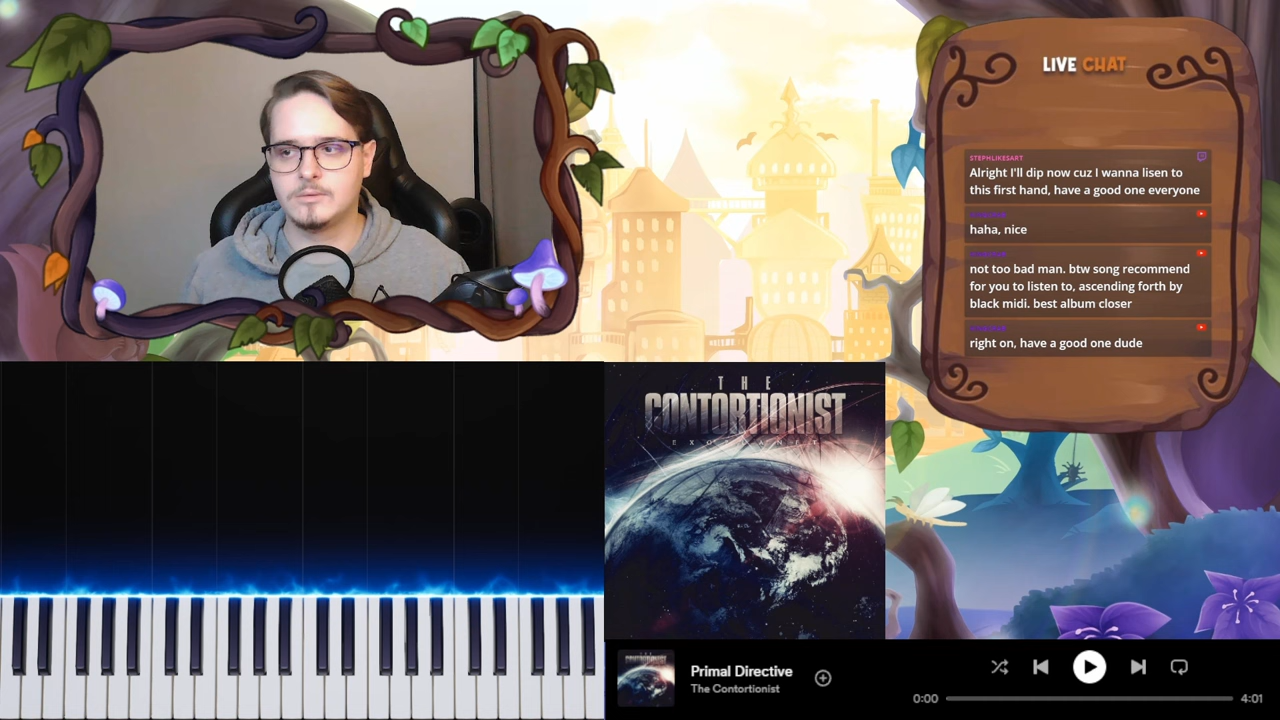 LIVE CHAT
STEPHLIKESART
Alright I'll dip now cuz I wanna lisen to
this first hand, have a good one everyone
haha, nice
not too bad man. btw song recommend
for you to listen to, ascending forth by
black midi. best album closer
right on, have a good one dude
THE
CONTORTIONIST
EXOPLANET
Primal Directive
The Contortionist
0:00
4:01